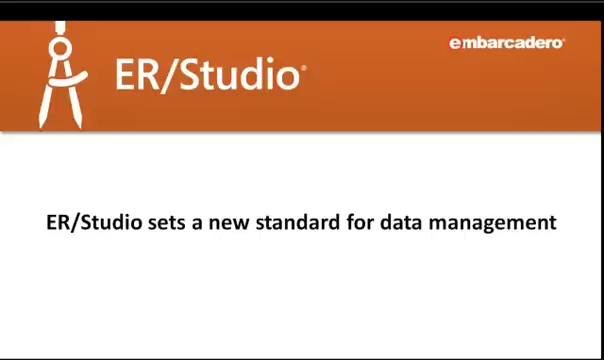 embarcadero®
ER/Studio®
ER/Studio sets a new standard for data management